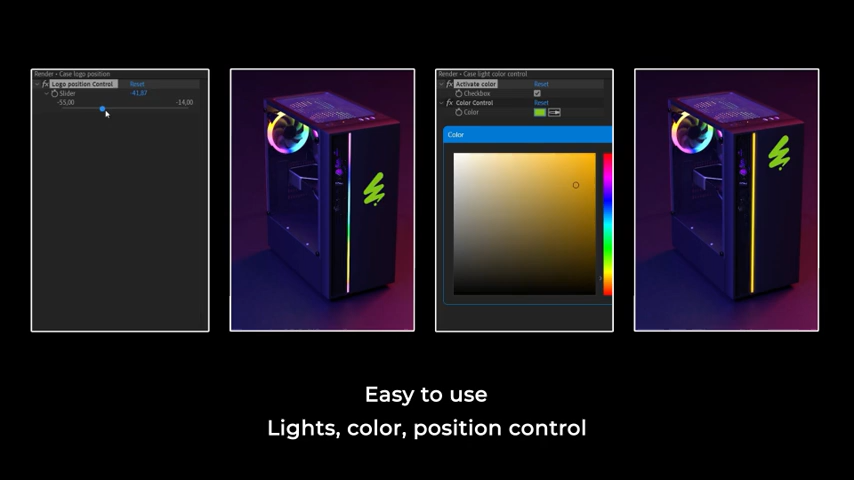 Render • Case logo position
fx Logo position Control Reset
Slider -41,87
-55,00 -14,00
Render • Case light color control
fx Activate color Reset
Checkbox
fx Color Control Reset
Color
Color
Easy to use
Lights, color, position control